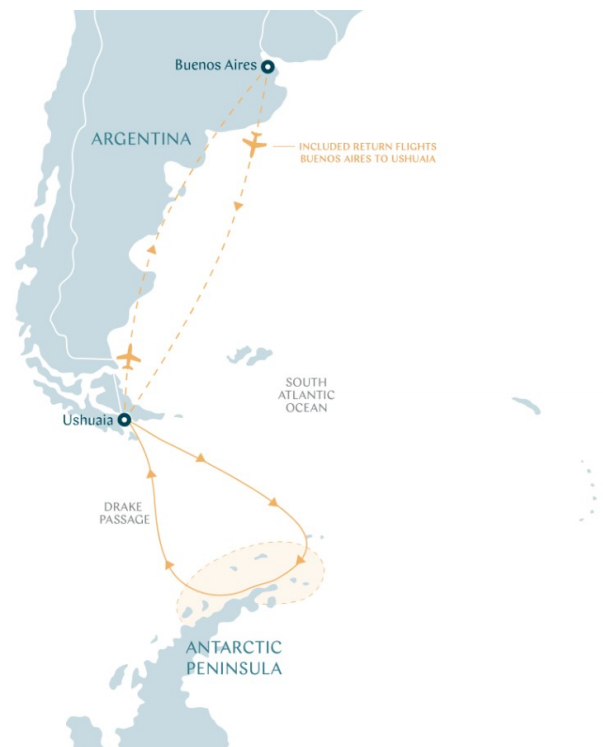 Buenos Aires
ARGENTINA
INCLUDED RETURN FLIGHTS
BUENOS AIRES TO USHUAIA
SOUTH
ATLANTIC
OCEAN
Ushuaia
DRAKE
PASSAGE
ANTARCTIC
PENINSULA